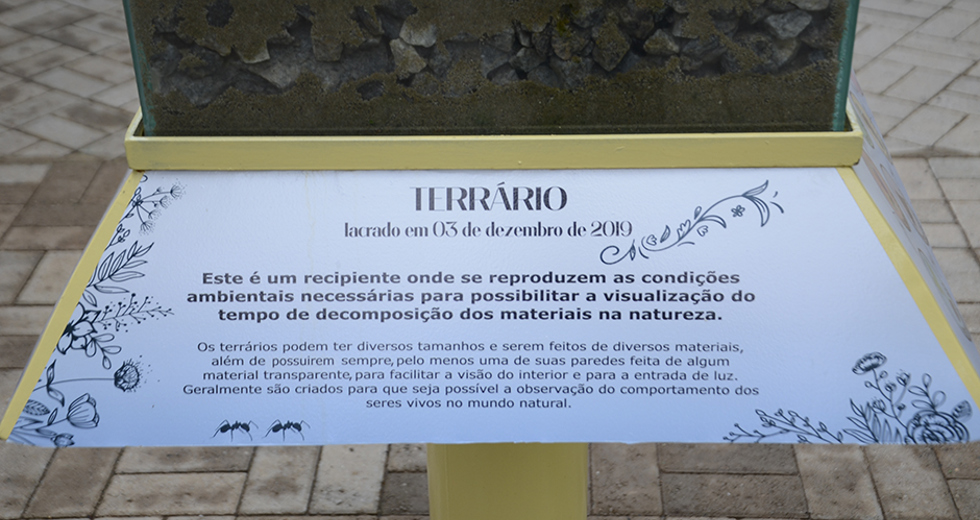 TERRÁRIO
lacrado em 03 de dezembro de 2019
Este é um recipiente onde se reproduzem as condições
ambientais necessárias para possibilitar a visualização do
tempo de decomposição dos materiais na natureza.
Os terrários podem ter diversos tamanhos e serem feitos de diversos materiais,
além de possuirem sempre, pelo menos uma de suas paredes feita de algum
material transparente, para facilitar a visão do interior e para a entrada de luz.
Geralmente são criados para que seja possível a observação do comportamento dos
seres vivos no mundo natural.